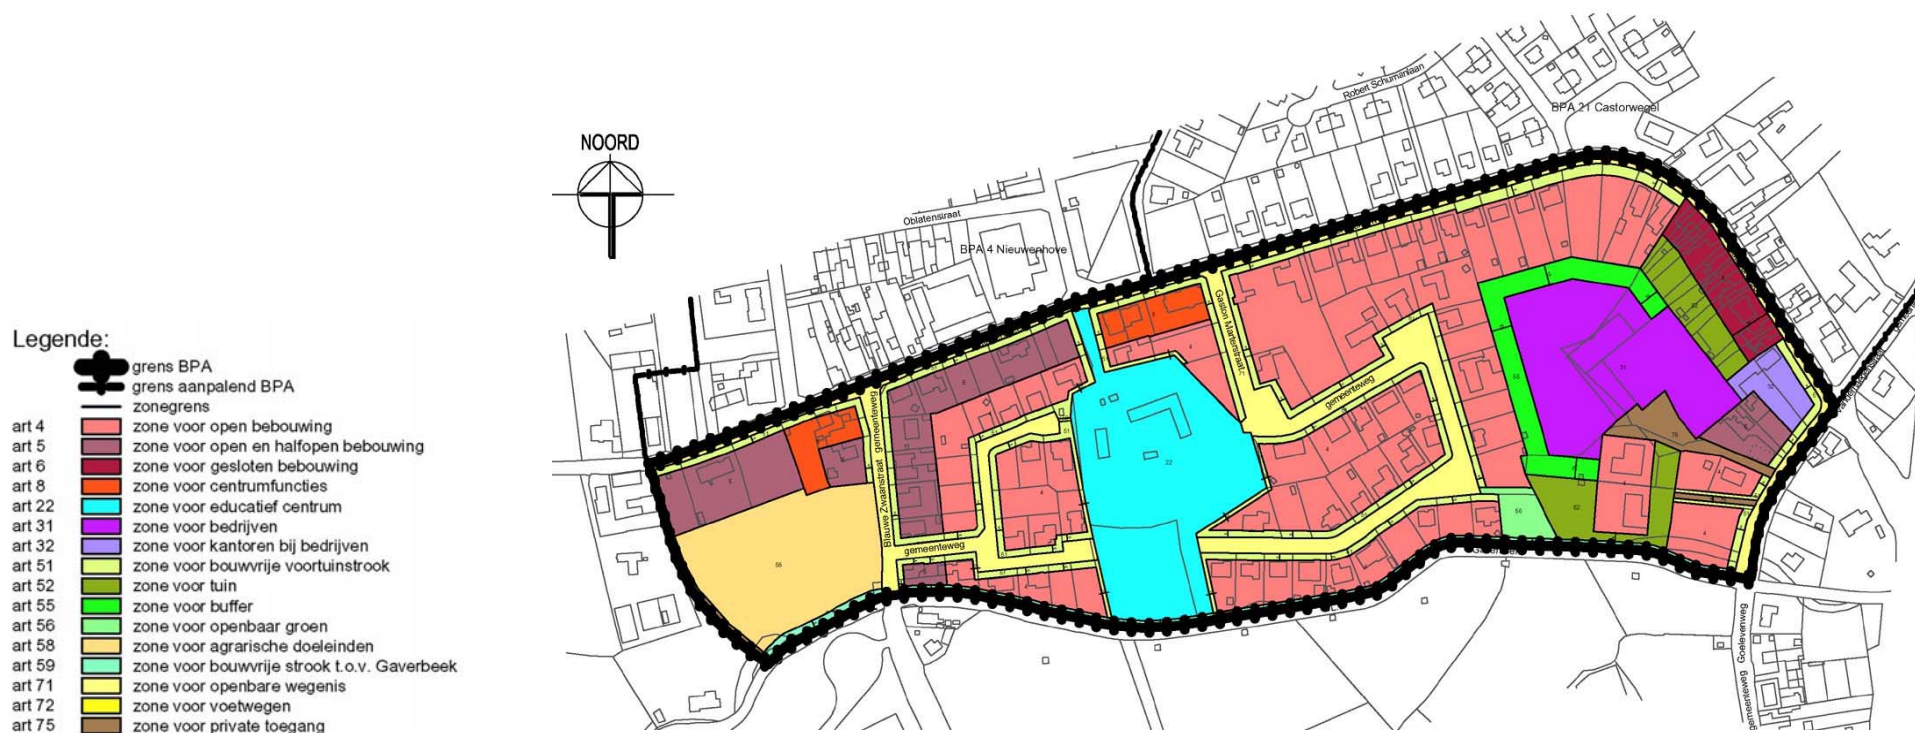 Legende:
grens BPA
grens aanpalend BPA
zonegrens
art 4 zone voor open bebouwing
art 5 zone voor open en halfopen bebouwing
art 6 zone voor gesloten bebouwing
art 8 zone voor centrumfuncties
art 22 zone voor educatief centrum
art 31 zone voor bedrijven
art 32 zone voor kantoren bij bedrijven
art 51 zone voor bouwvrije voortuinstrook
art 52 zone voor tuin
art 55 zone voor buffer
art 56 zone voor openbaar groen
art 58 zone voor agrarische doeleinden
art 59 zone voor bouwvrije strook t.o.v. Gaverbeek
art 71 zone voor openbare wegenis
art 72 zone voor voetwegen
art 75 zone voor private toegang
NOORD
Robert Schumanlaan
BPA 21 Castorwegel
Oblatenstraat
BPA 4 Nieuwenhove
Gaston Marterstraat
gemeenteweg
Blauwe Zwaanstraat gemeenteweg
gemeenteweg
22
31
4
gemeenteweg Goelevenweg